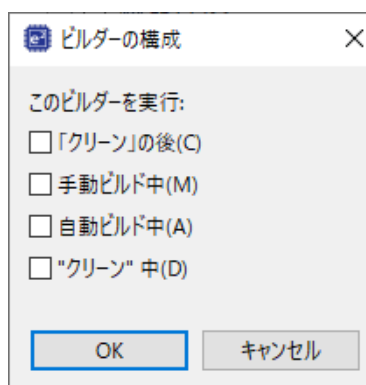 e²
ビルダーの構成
このビルダーを実行:
「クリーン」の後(C)
手動ビルド中(M)
自動ビルド中(A)
"クリーン" 中(D)
OK
キャンセル